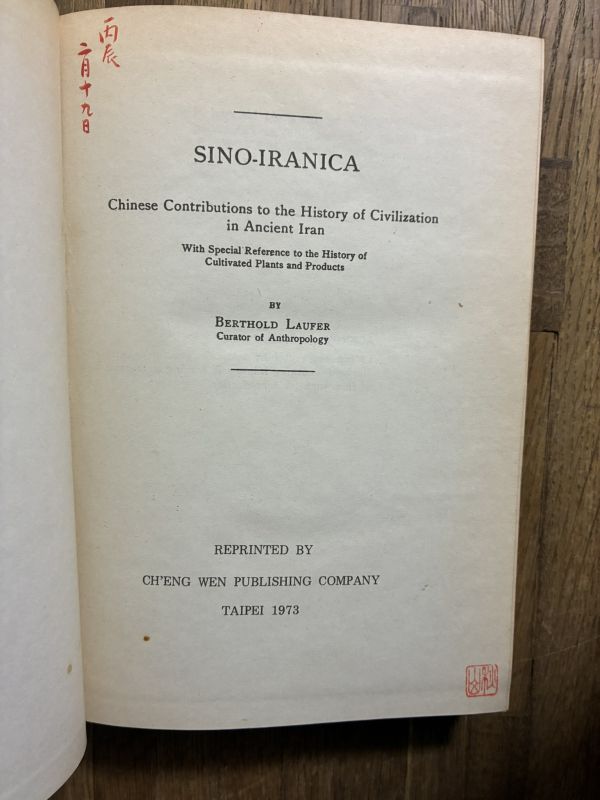 丙辰
二月十九日
SINO-IRANICA
Chinese Contributions to the History of Civilization
in Ancient Iran
With Special Reference to the History of
Cultivated Plants and Products
BY
BERTHOLD LAUFER
Curator of Anthropology
REPRINTED BY
CH'ENG WEN PUBLISHING COMPANY
TAIPEI 1973